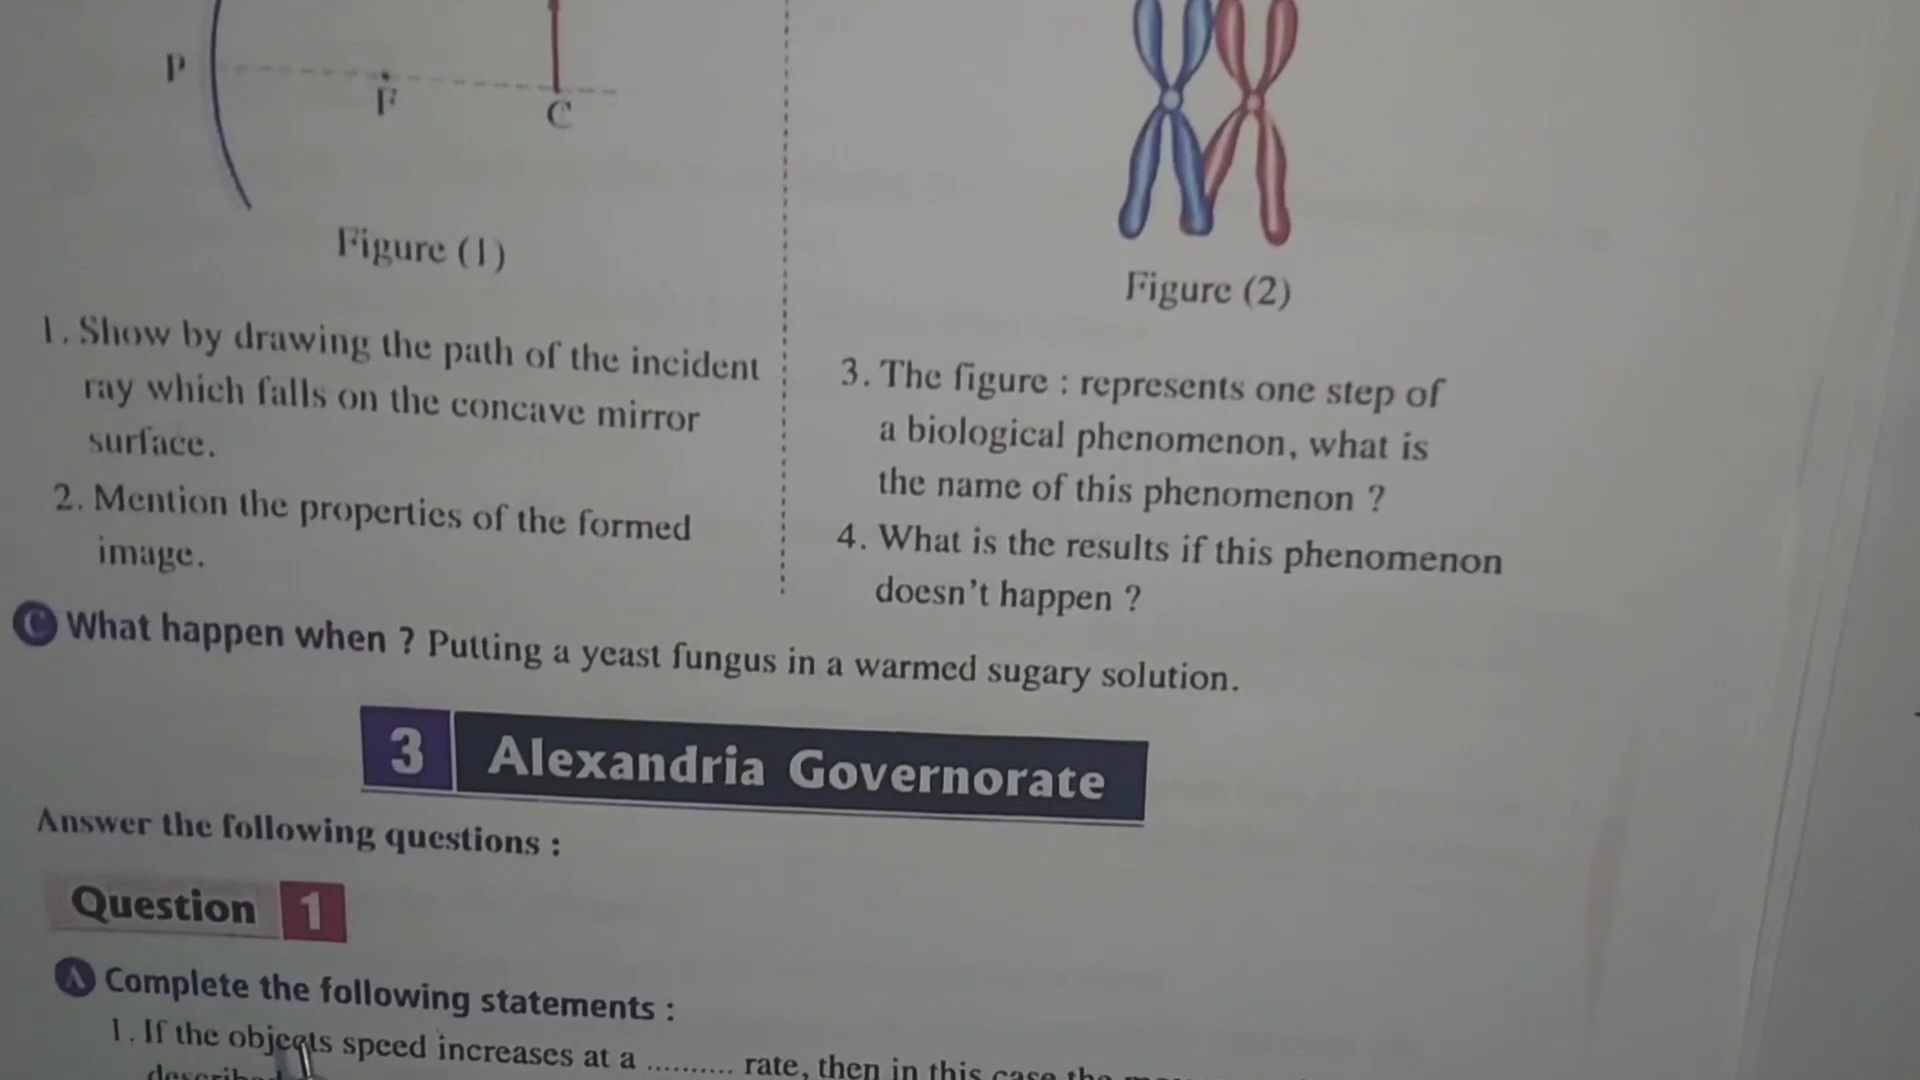 P
F
C
Figure (1)
1. Show by drawing the path of the incident
ray which falls on the concave mirror
surface.
2. Mention the properties of the formed
image.
Figure (2)
3. The figure : represents one step of
a biological phenomenon, what is
the name of this phenomenon ?
4. What is the results if this phenomenon
doesn't happen ?
C What happen when ? Putting a yeast fungus in a warmed sugary solution.
3 Alexandria Governorate
Answer the following questions :
Question 1
A Complete the following statements :
1. If the objects speed increases at a .......... rate, then in this case the